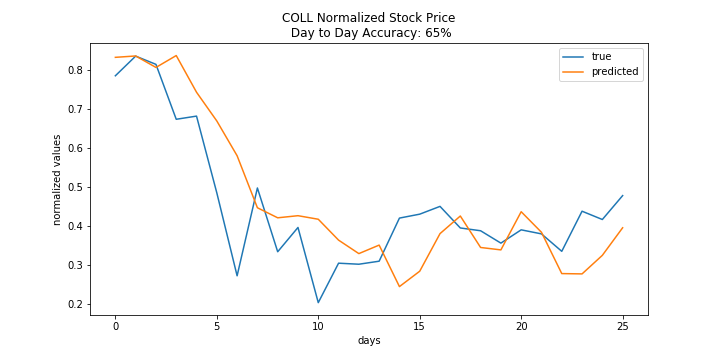 COLL Normalized Stock Price
Day to Day Accuracy: 65%
true
predicted
normalized values
0.8
0.7
0.6
0.5
0.4
0.3
0.2
0 5 10 15 20 25
days